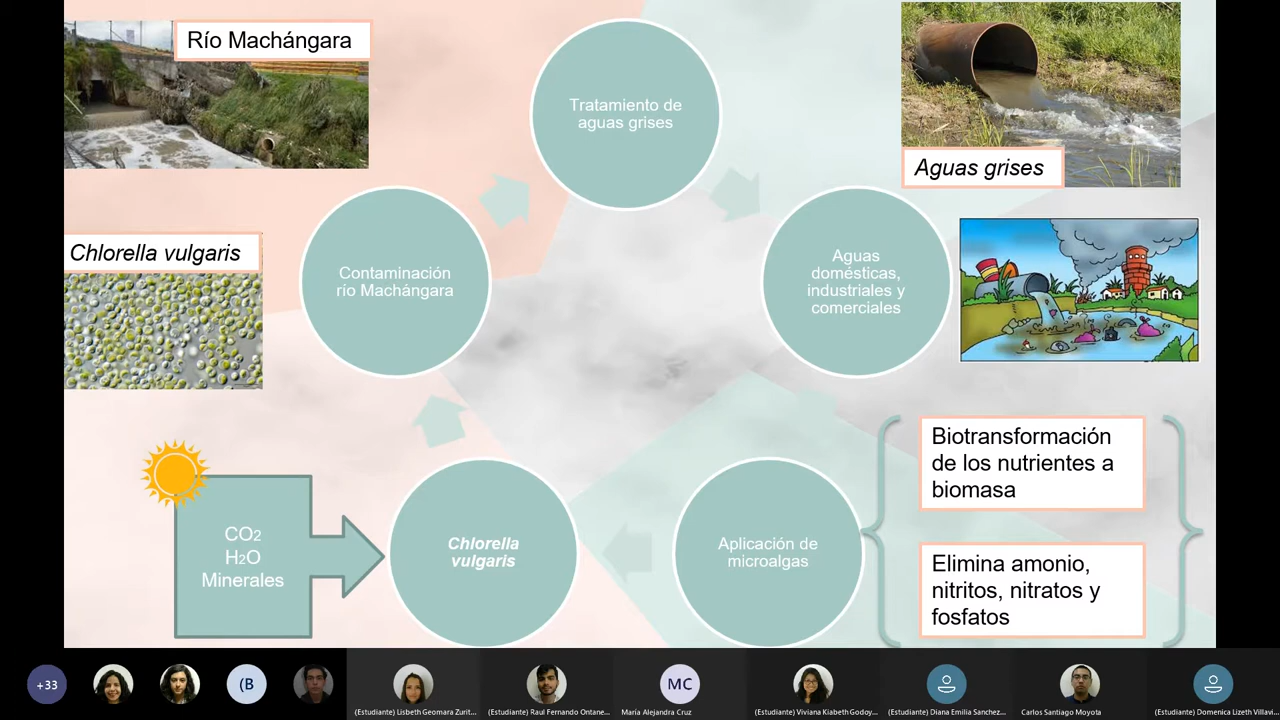 Río Machángara
Tratamiento de
aguas grises
Aguas grises
Chlorella vulgaris
Contaminación
río Machángara
Aguas
domésticas,
industriales y
comerciales
Biotransformación
de los nutrientes a
biomasa
CO2
H2O
Minerales
Chlorella
vulgaris
Aplicación de
microalgas
Elimina amonio,
nitritos, nitratos y
fosfatos
+33
(B
MC
(Estudiante) Lisbeth Geomara Zurit...
(Estudiante) Raul Fernando Ontane...
María Alejandra Cruz
(Estudiante) Viviana Kiabeth Godoy...
(Estudiante) Diana Emilia Sanchez...
Carlos Santiago Moyota
(Estudiante) Domenica Lizeth Villavi...